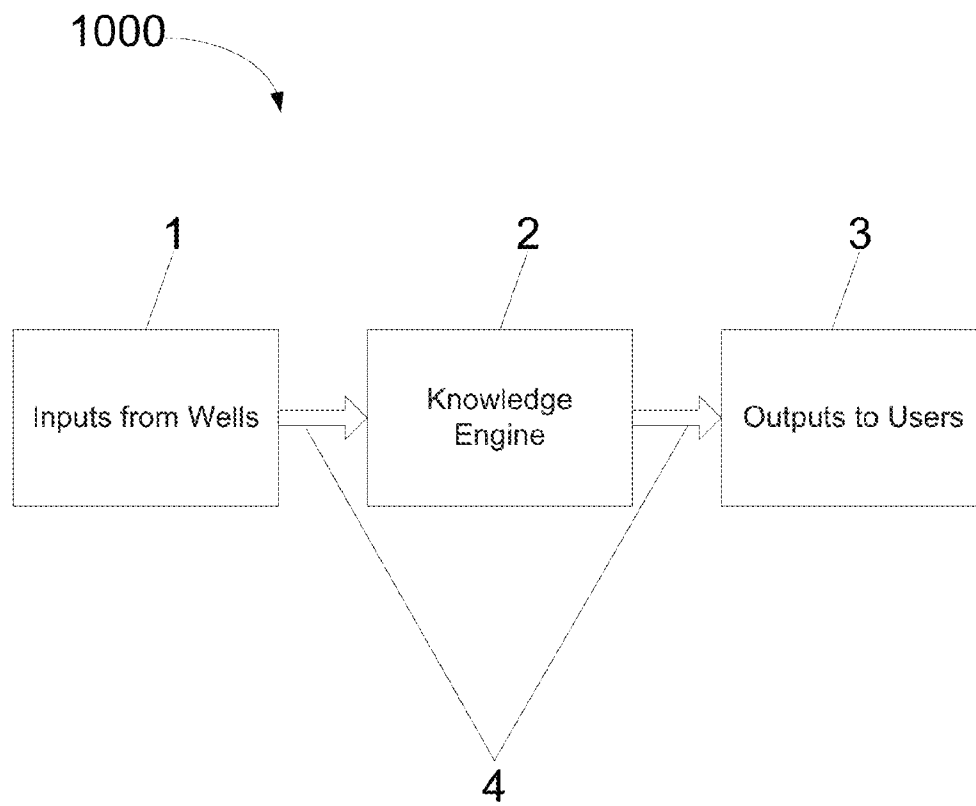 1000
1
2
3
Inputs from Wells
Knowledge
Engine
Outputs to Users
4